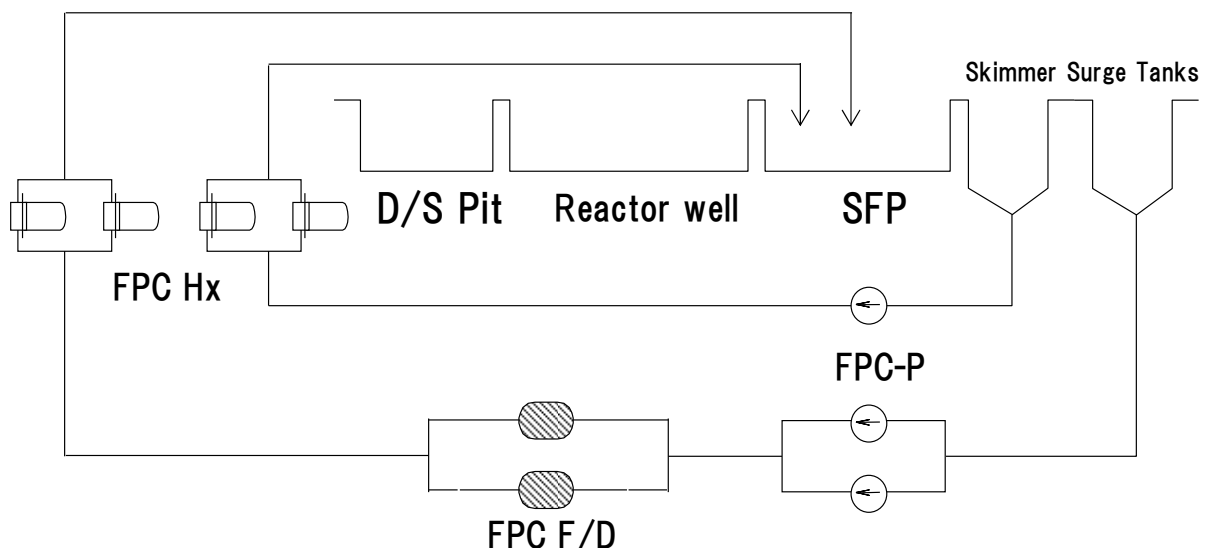 Skimmer Surge Tanks
D/S Pit
Reactor well
SFP
FPC Hx
FPC-P
FPC F/D